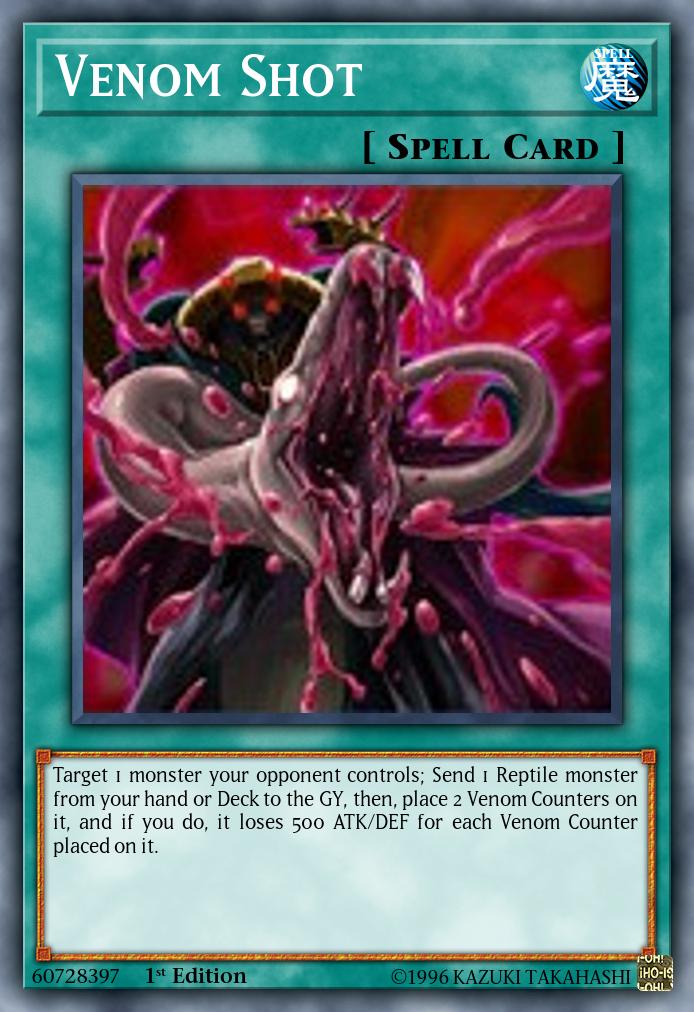 Venom Shot
SPELL
魔
[ Spell Card ]
Target 1 monster your opponent controls; Send 1 Reptile monster
from your hand or Deck to the GY, then, place 2 Venom Counters on
it, and if you do, it loses 500 ATK/DEF for each Venom Counter
placed on it.
60728397 1st Edition ©1996 KAZUKI TAKAHASHI